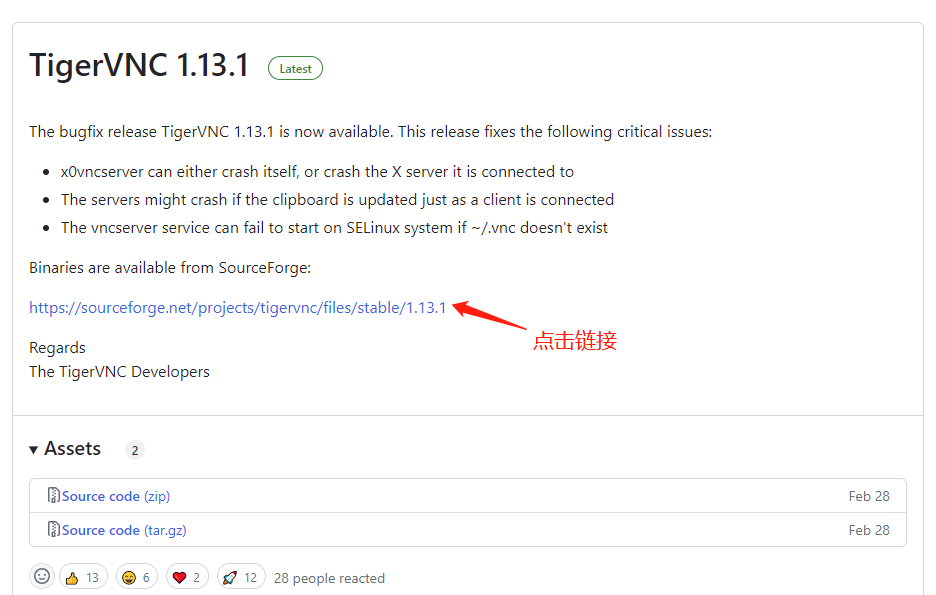 TigerVNC 1.13.1 Latest
The bugfix release TigerVNC 1.13.1 is now available. This release fixes the following critical issues:
x0vncserver can either crash itself, or crash the X server it is connected to
The servers might crash if the clipboard is updated just as a client is connected
The vncserver service can fail to start on SELinux system if ~/.vnc doesn't exist
Binaries are available from SourceForge:
https://sourceforge.net/projects/tigervnc/files/stable/1.13.1
点击链接
Regards
The TigerVNC Developers
Assets 2
Source code (zip) Feb 28
Source code (tar.gz) Feb 28
13 6 2 12 28 people reacted